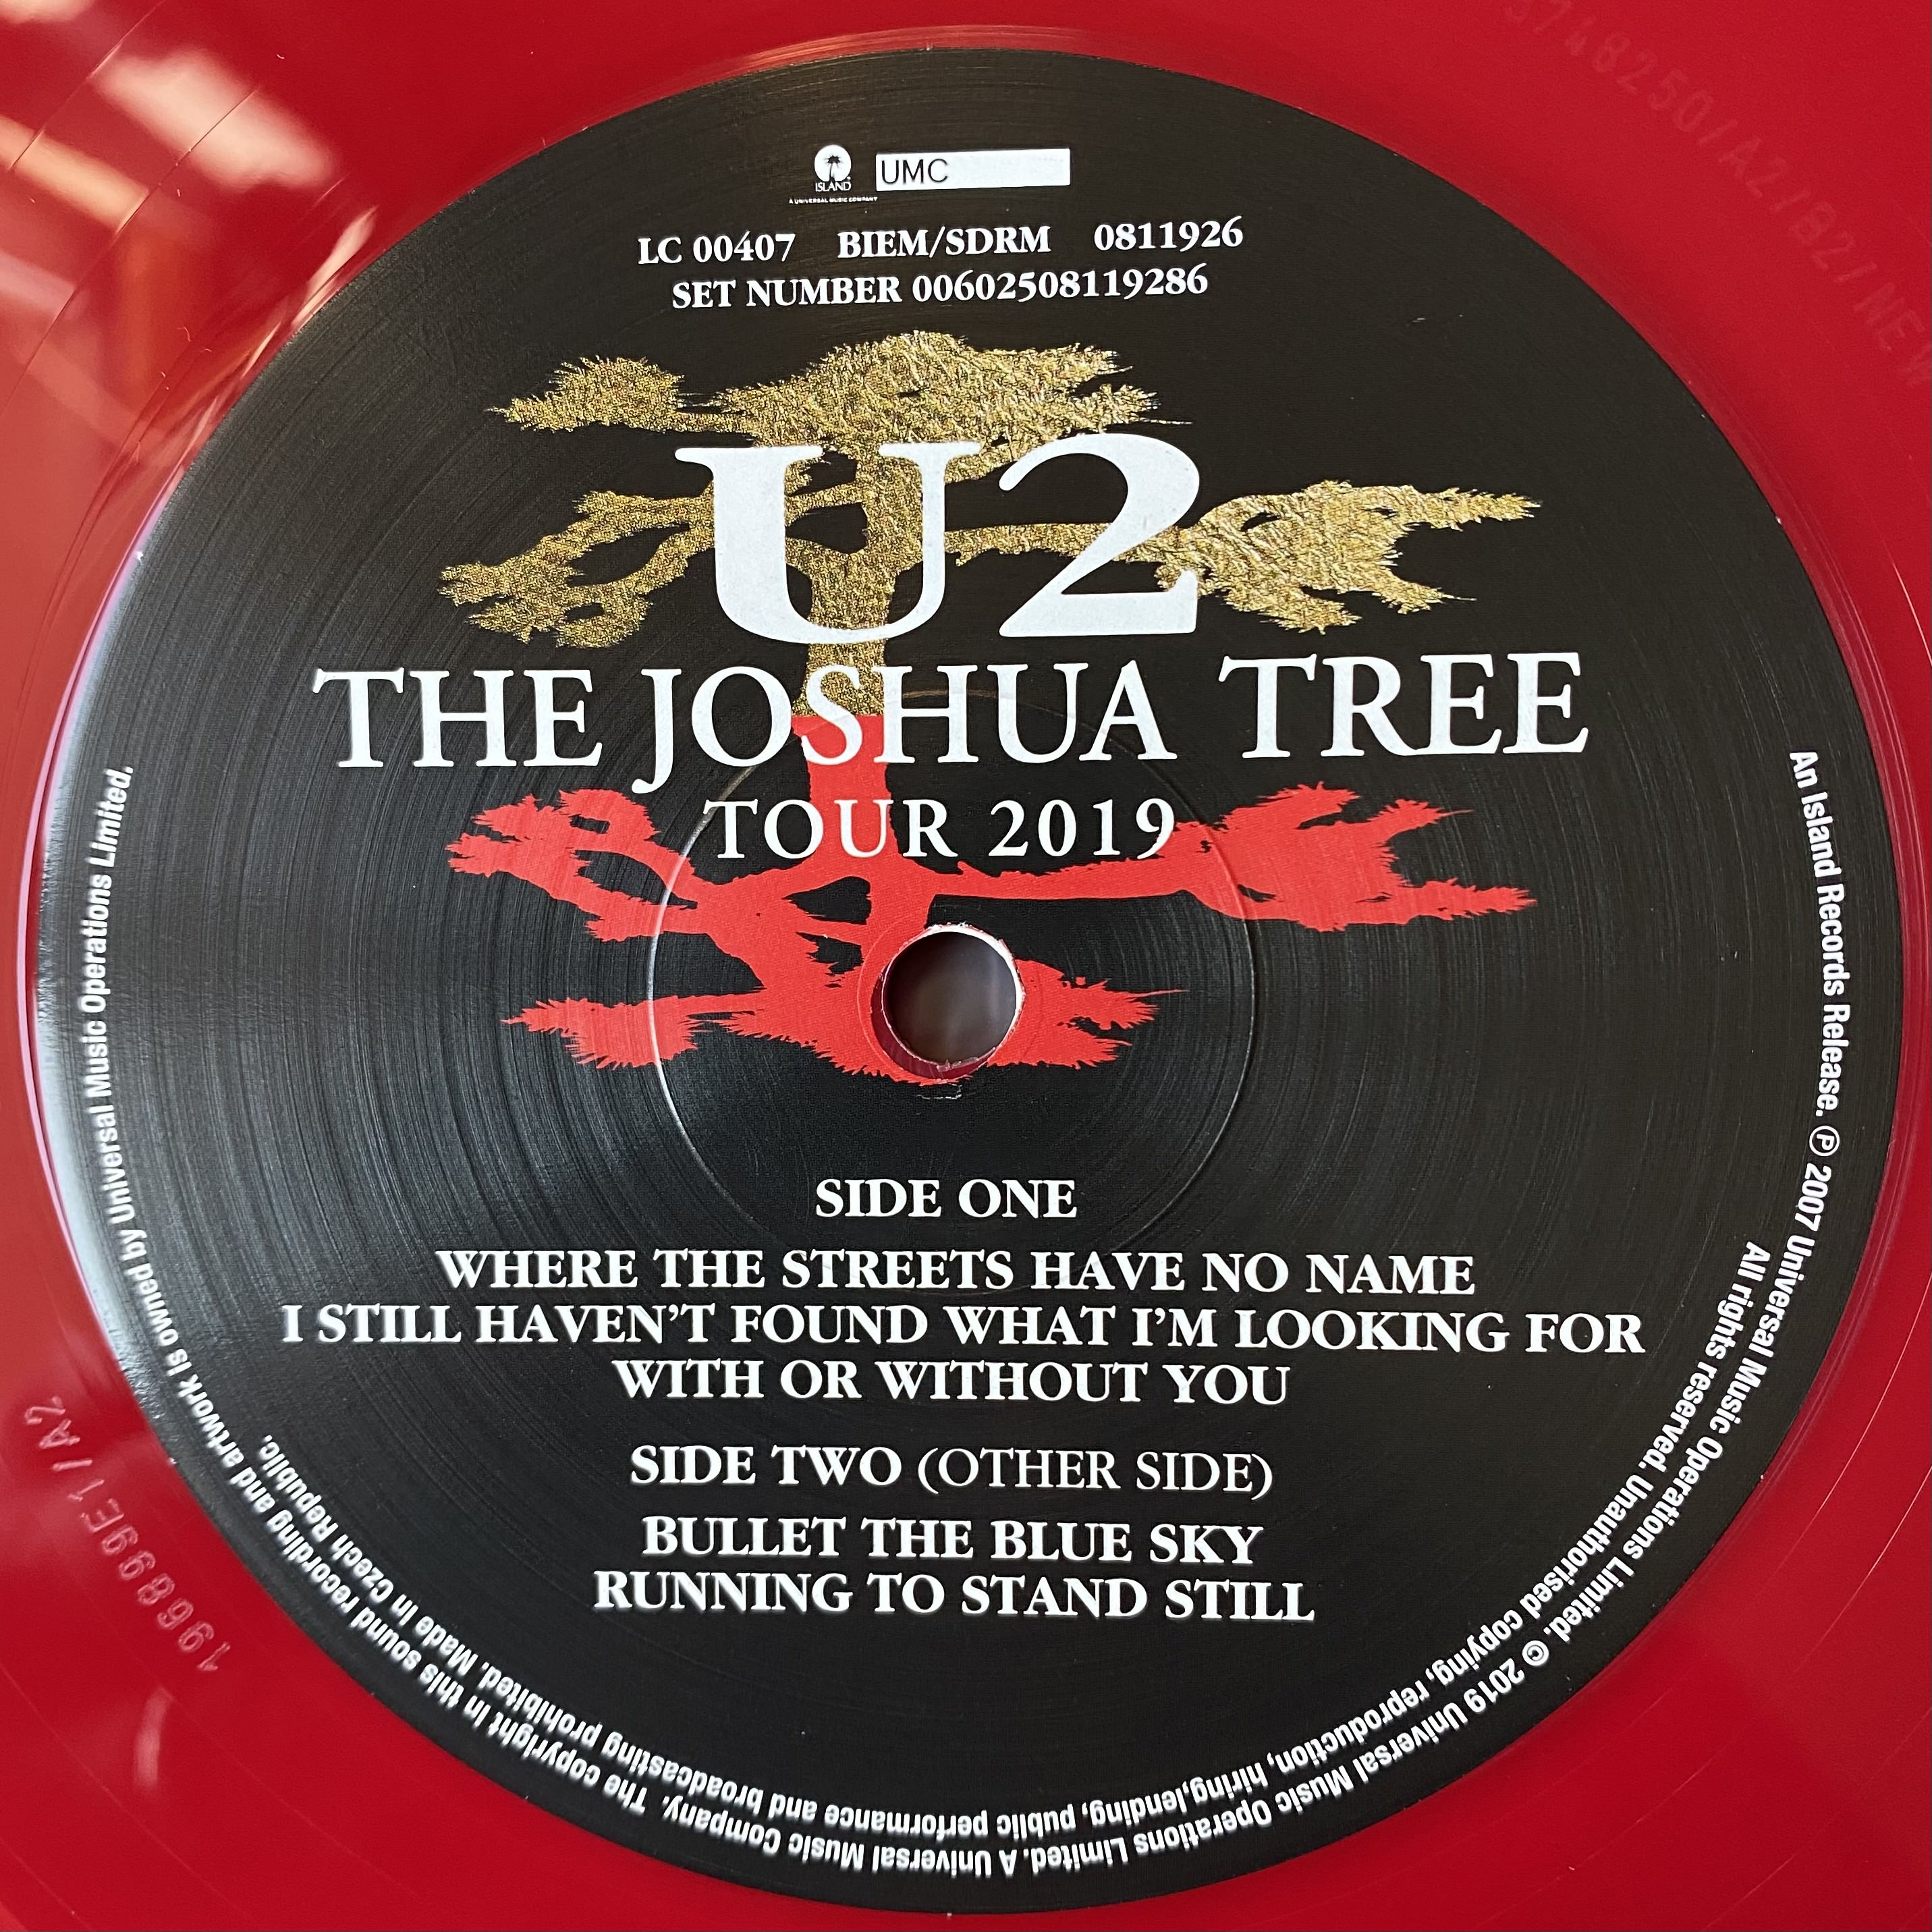 ISLAND
A UNIVERSAL MUSIC COMPANY
UMC
LC 00407 BIEM/SDRM 0811926
SET NUMBER 00602508119286
U2
THE JOSHUA TREE
TOUR 2019
SIDE ONE
WHERE THE STREETS HAVE NO NAME
I STILL HAVEN'T FOUND WHAT I'M LOOKING FOR
WITH OR WITHOUT YOU
SIDE TWO (OTHER SIDE)
BULLET THE BLUE SKY
RUNNING TO STAND STILL
An Island Records Release. Ⓟ 2007 Universal Music Operations Limited. © 2019 Universal Music Operations Limited. A Universal Music Company. The copyright in this sound recording and artwork is owned by Universal Music Operations Limited.
All rights reserved. Unauthorised copying, reproduction, hiring,lending, public performance and broadcasting prohibited. Made In Czech Republic.
196899E1/A2